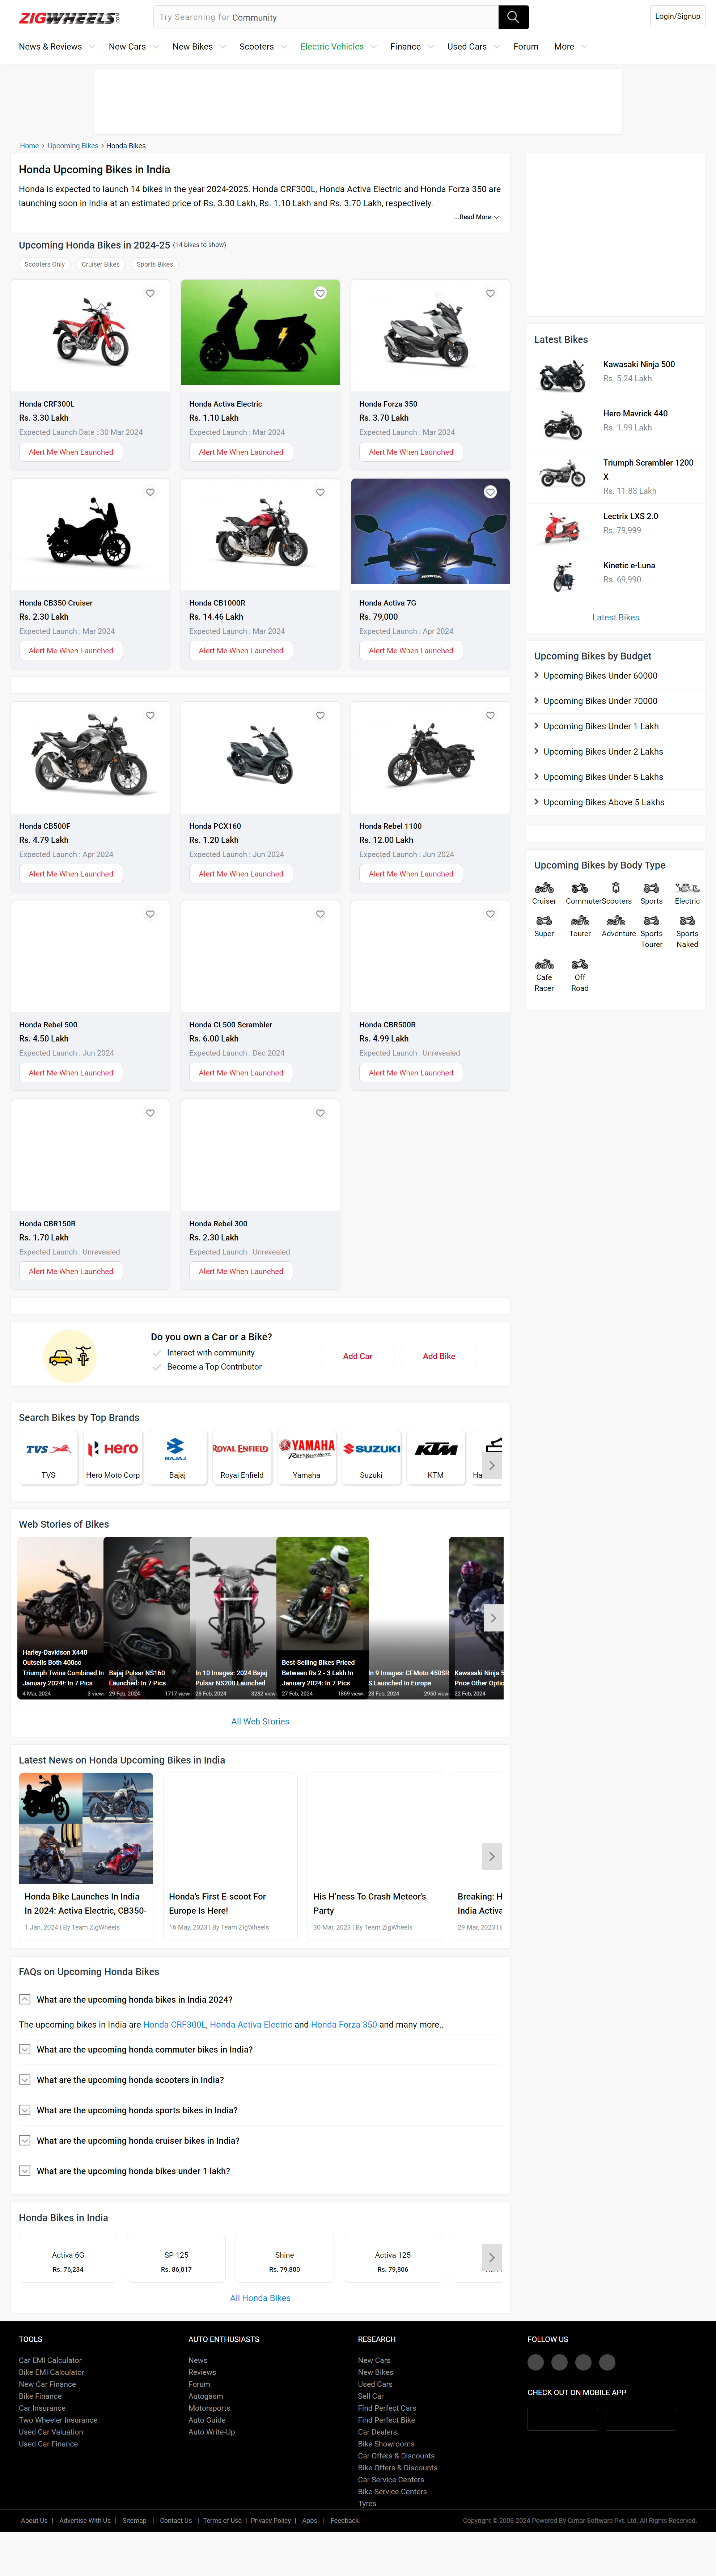 ZIGWHEELS.COM
Try Searching for Community
Login/Signup
News & Reviews
New Cars
New Bikes
Scooters
Electric Vehicles
Finance
Used Cars
Forum
More
Home › Upcoming Bikes › Honda Bikes
Honda Upcoming Bikes in India
Honda is expected to launch 14 bikes in the year 2024-2025. Honda CRF300L, Honda Activa Electric and Honda Forza 350 are
launching soon in India at an estimated price of Rs. 3.30 Lakh, Rs. 1.10 Lakh and Rs. 3.70 Lakh, respectively.
...Read More
Upcoming Honda Bikes in 2024-25 (14 bikes to show)
Scooters Only
Cruiser Bikes
Sports Bikes
Honda CRF300L
Rs. 3.30 Lakh
Expected Launch Date : 30 Mar 2024
Alert Me When Launched
Honda Activa Electric
Rs. 1.10 Lakh
Expected Launch : Mar 2024
Alert Me When Launched
Honda Forza 350
Rs. 3.70 Lakh
Expected Launch : Mar 2024
Alert Me When Launched
Honda CB350 Cruiser
Rs. 2.30 Lakh
Expected Launch : Mar 2024
Alert Me When Launched
Honda CB1000R
Rs. 14.46 Lakh
Expected Launch : Mar 2024
Alert Me When Launched
HONDA
Honda Activa 7G
Rs. 79,000
Expected Launch : Apr 2024
Alert Me When Launched
Honda CB500F
Rs. 4.79 Lakh
Expected Launch : Apr 2024
Alert Me When Launched
Honda PCX160
Rs. 1.20 Lakh
Expected Launch : Jun 2024
Alert Me When Launched
Honda Rebel 1100
Rs. 12.00 Lakh
Expected Launch : Jun 2024
Alert Me When Launched
Honda Rebel 500
Rs. 4.50 Lakh
Expected Launch : Jun 2024
Alert Me When Launched
Honda CL500 Scrambler
Rs. 6.00 Lakh
Expected Launch : Dec 2024
Alert Me When Launched
Honda CBR500R
Rs. 4.99 Lakh
Expected Launch : Unrevealed
Alert Me When Launched
Honda CBR150R
Rs. 1.70 Lakh
Expected Launch : Unrevealed
Alert Me When Launched
Honda Rebel 300
Rs. 2.30 Lakh
Expected Launch : Unrevealed
Alert Me When Launched
Latest Bikes
Kawasaki Ninja 500
Rs. 5.24 Lakh
Hero Mavrick 440
Rs. 1.99 Lakh
Triumph Scrambler 1200
X
Rs. 11.83 Lakh
Lectrix LXS 2.0
Rs. 79,999
Kinetic e-Luna
Rs. 69,990
Latest Bikes
Upcoming Bikes by Budget
Upcoming Bikes Under 60000
Upcoming Bikes Under 70000
Upcoming Bikes Under 1 Lakh
Upcoming Bikes Under 2 Lakhs
Upcoming Bikes Under 5 Lakhs
Upcoming Bikes Above 5 Lakhs
Upcoming Bikes by Body Type
Cruiser
Commuter
Scooters
Sports
Electric
Super
Tourer
Adventure
Sports
Tourer
Sports
Naked
Cafe
Racer
Off
Road
Do you own a Car or a Bike?
Interact with community
Become a Top Contributor
Add Car
Add Bike
Search Bikes by Top Brands
TVS
TVS
Hero
Hero Moto Corp
BAJAJ
Bajaj
ROYAL ENFIELD
Royal Enfield
YAMAHA
Revs Your Heart
Yamaha
SUZUKI
Suzuki
KTM
KTM
Ha
Web Stories of Bikes
Harley-Davidson X440
Outsells Both 400cc
Triumph Twins Combined In
January 2024!: In 7 Pics
4 Mar, 2024
3 view
Bajaj Pulsar NS160
Launched: In 7 Pics
29 Feb, 2024
1717 view
In 10 Images: 2024 Bajaj
Pulsar NS200 Launched
28 Feb, 2024
3282 view
Best-Selling Bikes Priced
Between Rs 2 - 3 Lakh In
January 2024: In 7 Pics
27 Feb, 2024
1859 view
In 9 Images: CFMoto 450SR
S Launched In Europe
23 Feb, 2024
2950 view
Kawasaki Ninja 5
Price Other Optic
22 Feb, 2024
All Web Stories
Latest News on Honda Upcoming Bikes in India
Honda Bike Launches In India
In 2024: Activa Electric, CB350-
1 Jan, 2024 | By Team ZigWheels
Honda's First E-scoot For
Europe Is Here!
16 May, 2023 | By Team ZigWheels
His H'ness To Crash Meteor's
Party
30 Mar, 2023 | By Team ZigWheels
Breaking: H
India Activa
29 Mar, 2023 |
FAQs on Upcoming Honda Bikes
What are the upcoming honda bikes in India 2024?
The upcoming bikes in India are Honda CRF300L, Honda Activa Electric and Honda Forza 350 and many more..
What are the upcoming honda commuter bikes in India?
What are the upcoming honda scooters in India?
What are the upcoming honda sports bikes in India?
What are the upcoming honda cruiser bikes in India?
What are the upcoming honda bikes under 1 lakh?
Honda Bikes in India
Activa 6G
Rs. 76,234
SP 125
Rs. 86,017
Shine
Rs. 79,800
Activa 125
Rs. 79,806
All Honda Bikes
TOOLS
Car EMI Calculator
Bike EMI Calculator
New Car Finance
Bike Finance
Car Insurance
Two Wheeler Insurance
Used Car Valuation
Used Car Finance
AUTO ENTHUSIASTS
News
Reviews
Forum
Autogasm
Motorsports
Auto Guide
Auto Write-Up
RESEARCH
New Cars
New Bikes
Used Cars
Sell Car
Find Perfect Cars
Find Perfect Bike
Car Dealers
Bike Showrooms
Car Offers & Discounts
Bike Offers & Discounts
Car Service Centers
Bike Service Centers
Tyres
FOLLOW US
CHECK OUT ON MOBILE APP
About Us | Advertise With Us | Sitemap | Contact Us | Terms of Use | Privacy Policy | Apps | Feedback
Copyright © 2008-2024 Powered By Girnar Software Pvt. Ltd. All Rights Reserved.